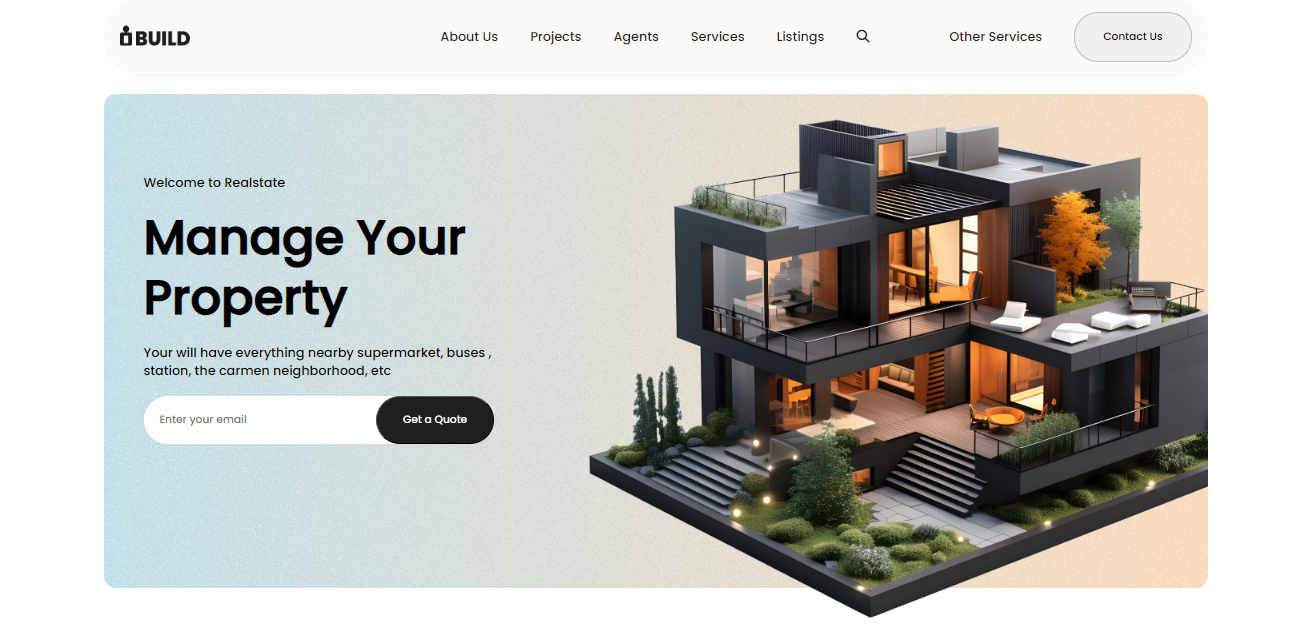 BUILD
About Us
Projects
Agents
Services
Listings
Other Services
Contact Us
Welcome to Realstate
Manage Your
Property
Your will have everything nearby supermarket, buses ,
station, the carmen neighborhood, etc
Enter your email
Get a Quote